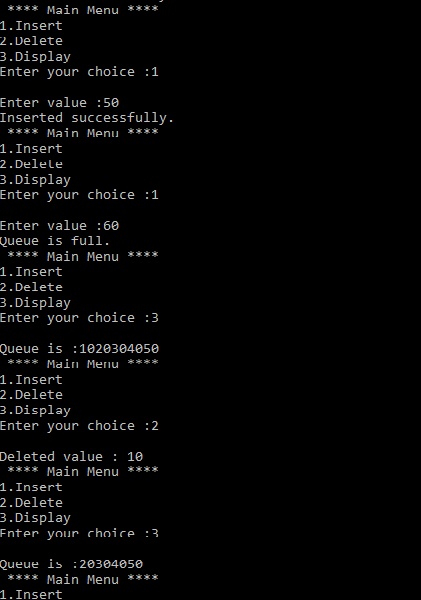 **** Main Menu ****
1.Insert
2.Delete
3.Display
Enter your choice :1
Enter value :50
Inserted successfully.
**** Main Menu ****
1.Insert
2.Delete
3.Display
Enter your choice :1
Enter value :60
Queue is full.
**** Main Menu ****
1.Insert
2.Delete
3.Display
Enter your choice :3
Queue is :1020304050
**** Main Menu ****
1.Insert
2.Delete
3.Display
Enter your choice :2
Deleted value : 10
**** Main Menu ****
1.Insert
2.Delete
3.Display
Enter your choice :3
Queue is :20304050
**** Main Menu ****
1.Insert